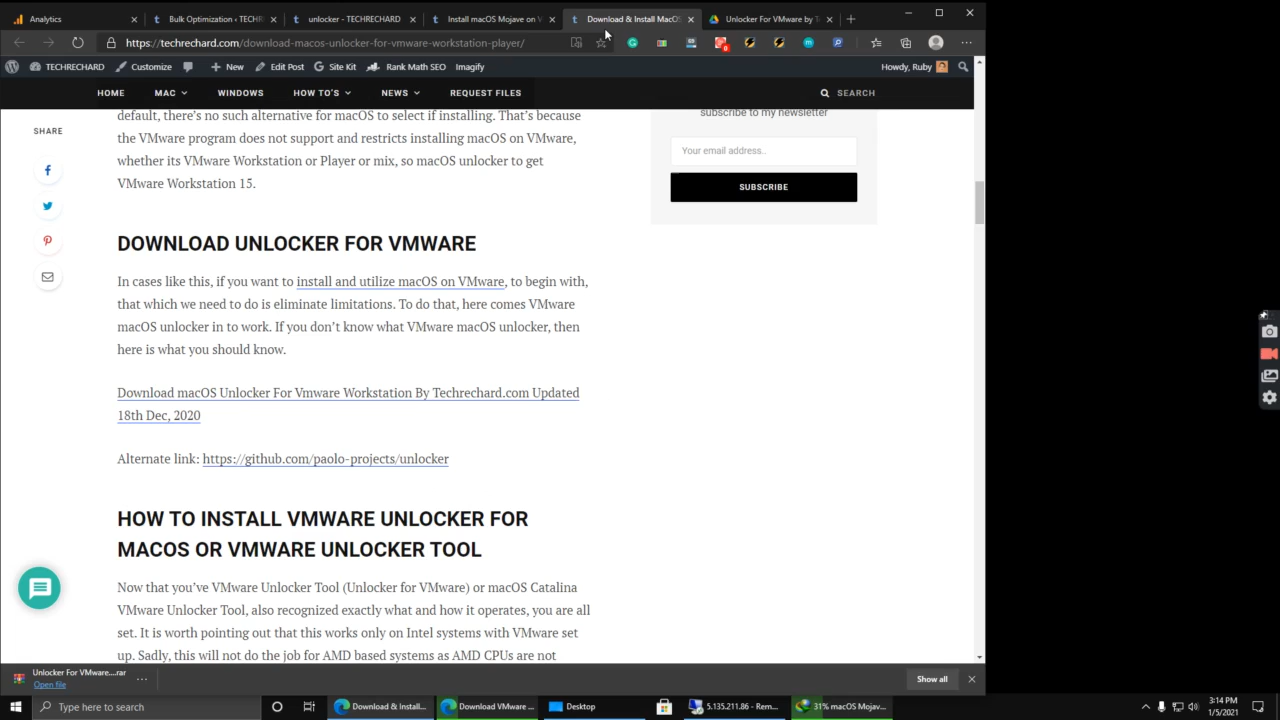 Analytics
Bulk Optimization ‹ TECHRI
unlocker - TECHRECHARD
Install macOS Mojave on V
Download & Install MacOS
Unlocker For VMware by T
https://techrechard.com/download-macos-unlocker-for-vmware-workstation-player/
TECHRECHARD
Customize
8
New
Edit Post
Site Kit
Rank Math SEO
Imagify
Howdy, Ruby
HOME
MAC
WINDOWS
HOW TO'S
NEWS
REQUEST FILES
SEARCH
SHARE
default, there's no such alternative for macOS to select if installing. That's because
the VMware program does not support and restricts installing macOS on VMware,
whether its VMware Workstation or Player or mix, so macOS unlocker to get
VMware Workstation 15.
subscribe to my newsletter
Your email address..
SUBSCRIBE
DOWNLOAD UNLOCKER FOR VMWARE
In cases like this, if you want to install and utilize macOS on VMware, to begin with,
that which we need to do is eliminate limitations. To do that, here comes VMware
macOS unlocker in to work. If you don't know what VMware macOS unlocker, then
here is what you should know.
Download macOS Unlocker For Vmware Workstation By Techrechard.com Updated
18th Dec, 2020
Alternate link: https://github.com/paolo-projects/unlocker
HOW TO INSTALL VMWARE UNLOCKER FOR
MACOS OR VMWARE UNLOCKER TOOL
Now that you've VMware Unlocker Tool (Unlocker for VMware) or macOS Catalina
VMware Unlocker Tool, also recognized exactly what and how it operates, you are all
set. It is worth pointing out that this works only on Intel systems with VMware set
up. Sadly, this will not do the job for AMD based systems as AMD CPUs are not
Unlocker For VMware....rar
Open file
Show all
Type here to search
Download & Install...
Download VMware ...
Desktop
5.135.211.86 - Rem...
31% macOS Mojav...
3:14 PM
1/5/2021